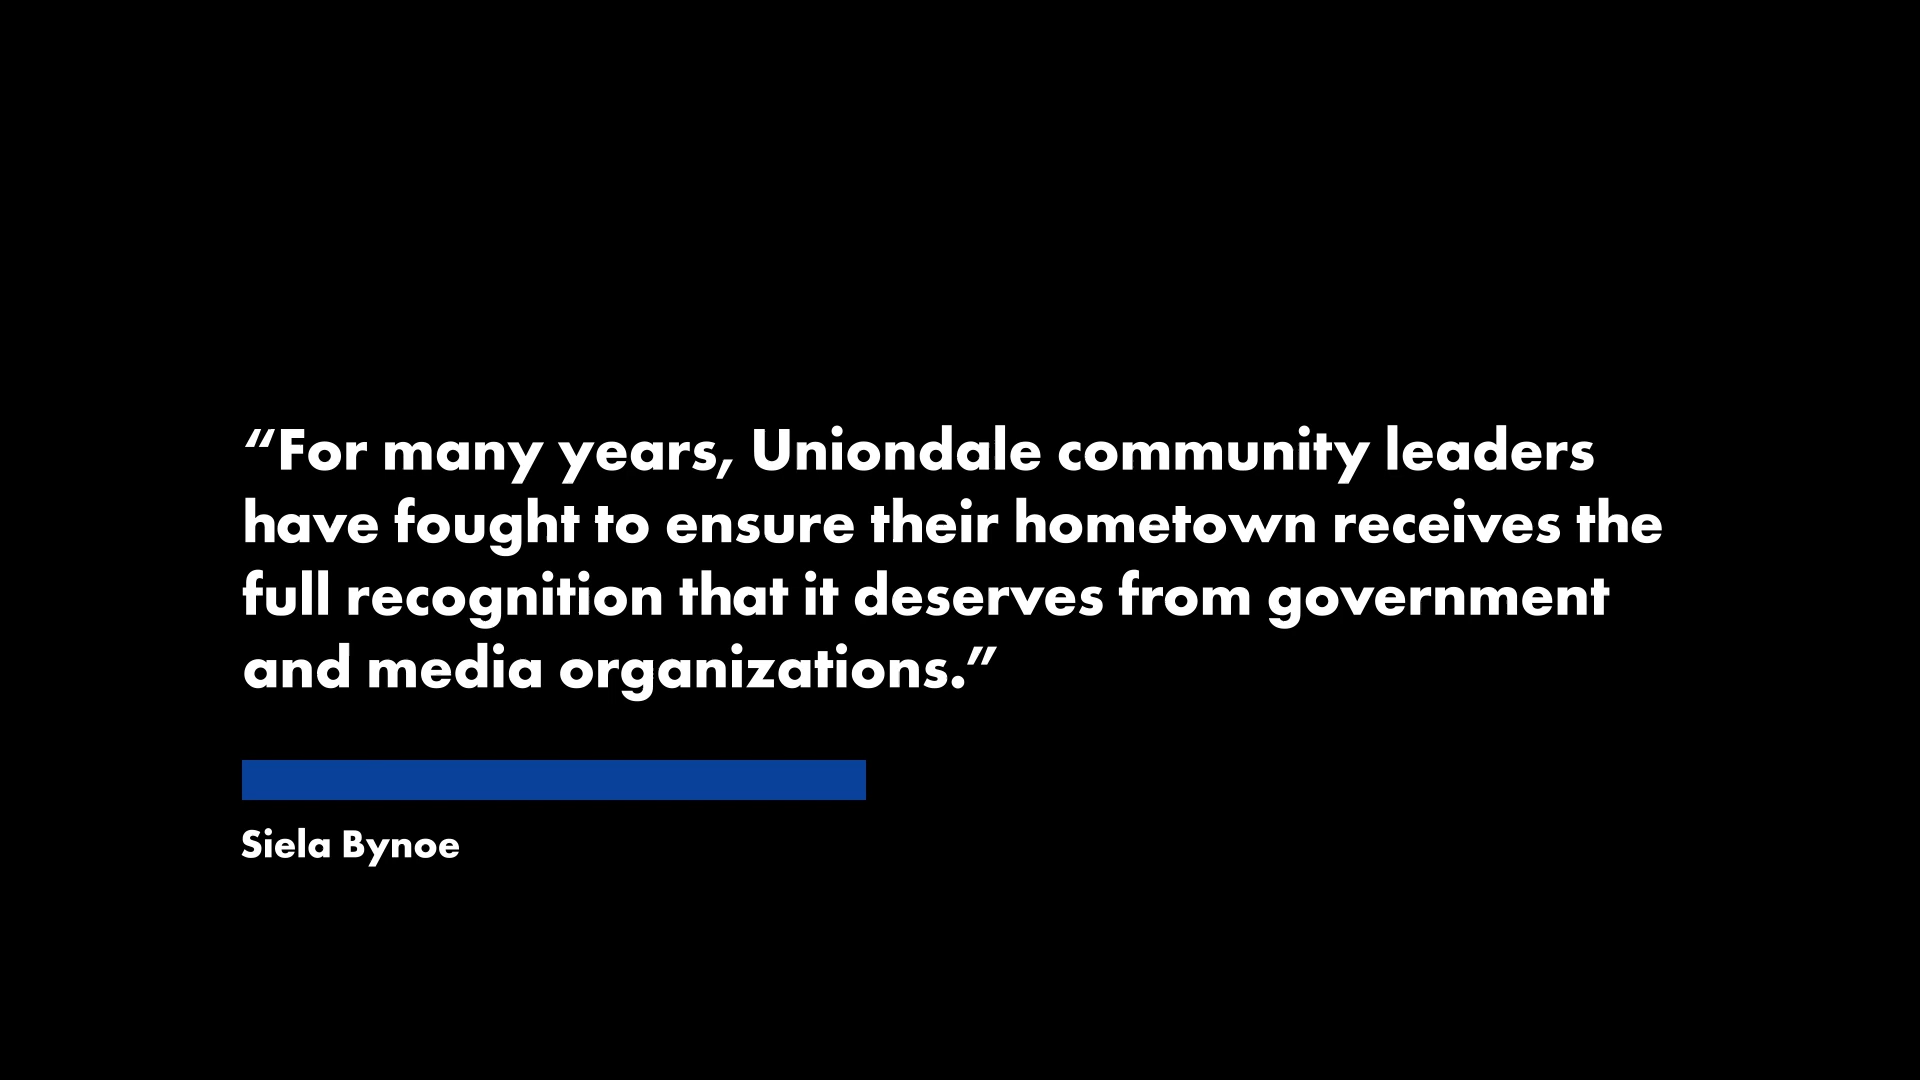 “For many years, Uniondale community leaders
have fought to ensure their hometown receives the
full recognition that it deserves from government
and media organizations.”
Siela Bynoe